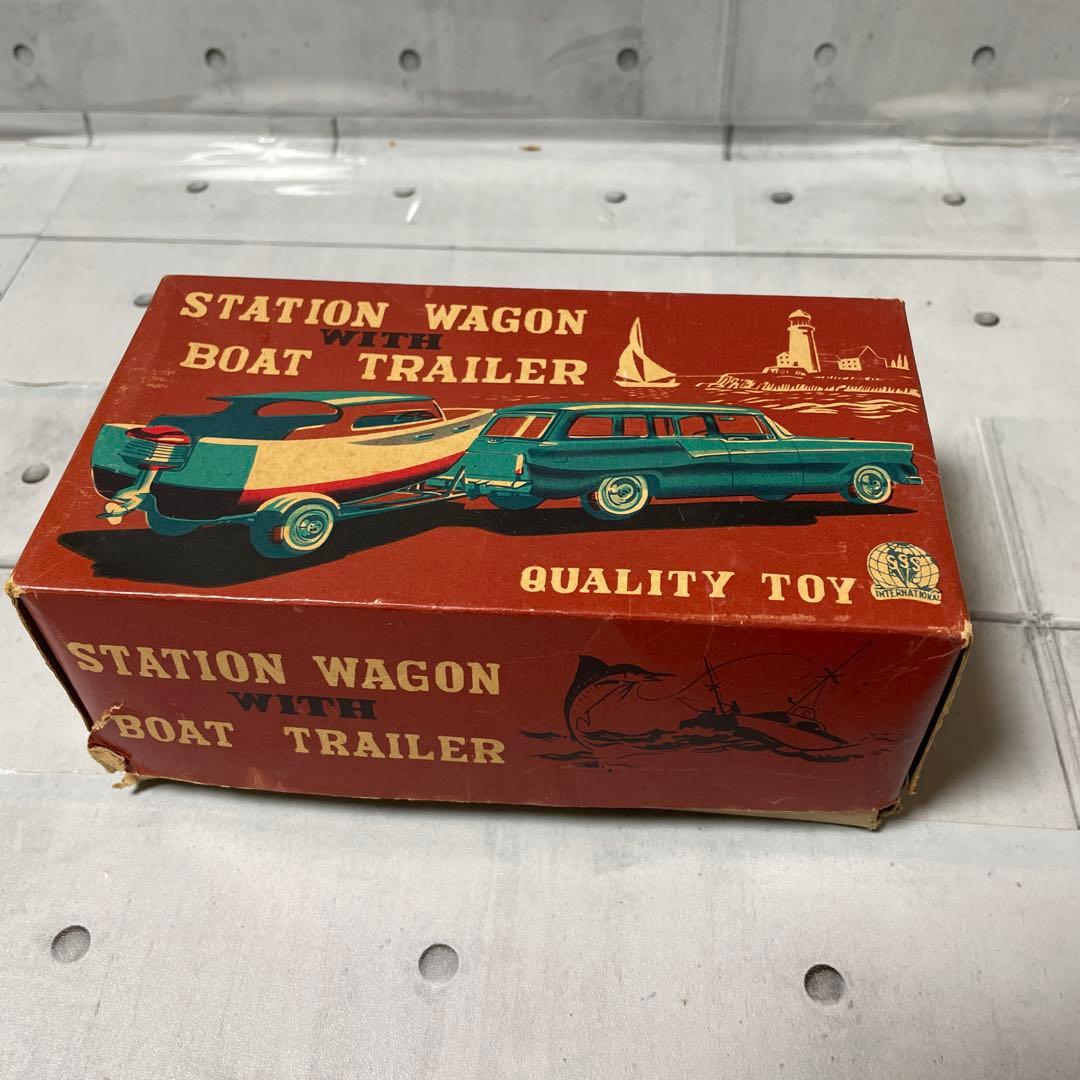 STATION WAGON
WITH
BOAT TRAILER
QUALITY TOY
SSS
INTERNATIONAL
STATION WAGON
WITH
BOAT TRAILER